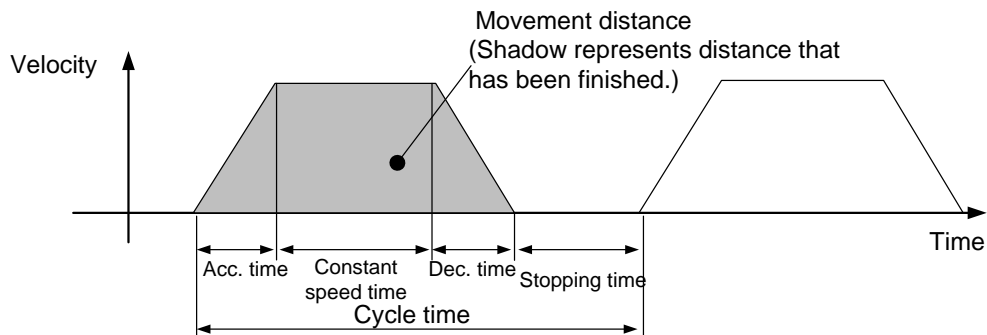 Movement distance
(Shadow represents distance that
has been finished.)
Velocity
Time
Acc. time
Constant
speed time
Dec. time
Stopping time
Cycle time